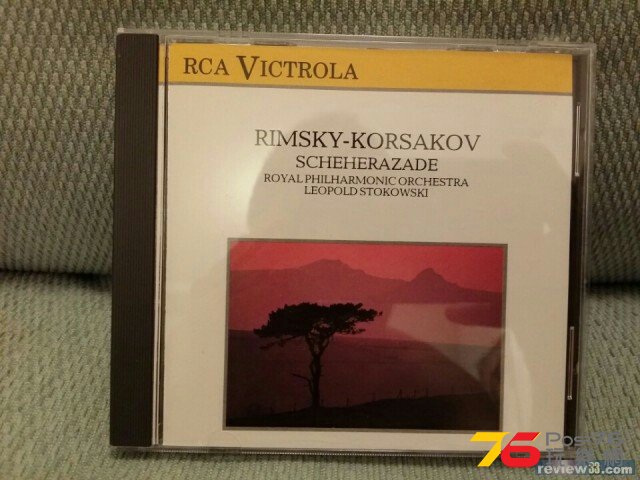 RCA VICTROLA
RIMSKY-KORSAKOV
SCHEHERAZADE
ROYAL PHILHARMONIC ORCHESTRA
LEOPOLD STOKOWSKI
76
review33.com